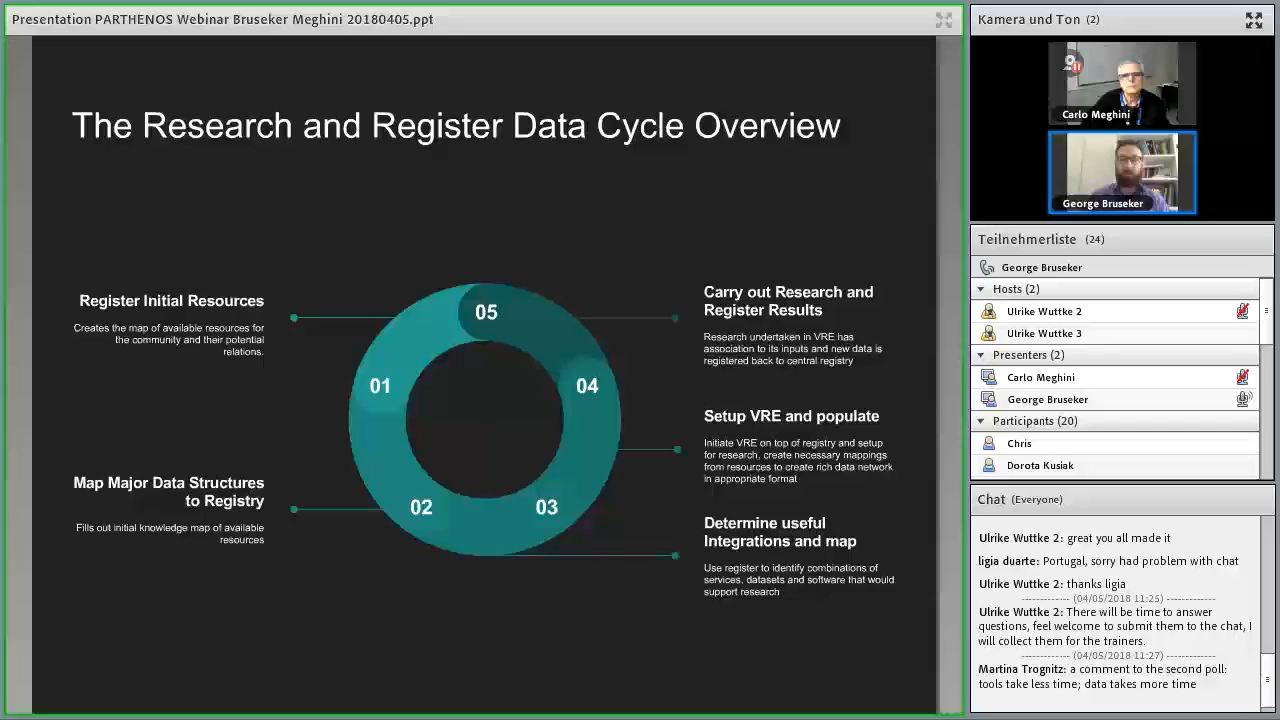 Presentation PARTHENOS Webinar Bruseker Meghini 20180405.ppt
The Research and Register Data Cycle Overview
Register Initial Resources
Creates the map of available resources for
the community and their potential
relations.
Map Major Data Structures
to Registry
Fills out initial knowledge map of available
resources
05
01
04
02
03
Carry out Research and
Register Results
Research undertaken in VRE has
association to its inputs and new data is
registered back to central registry
Setup VRE and populate
Initiate VRE on top of registry and setup
for research, create necessary mappings
from resources to create rich data network
in appropriate format
Determine useful
Integrations and map
Use register to identify combinations of
services, datasets and software that would
support research
Kamera und Ton (2)
Carlo Meghini
George Bruseker
Teilnehmerliste (24)
George Bruseker
Hosts (2)
Ulrike Wuttke 2
Ulrike Wuttke 3
Presenters (2)
Carlo Meghini
George Bruseker
Participants (20)
Chris
Dorota Kusiak
Chat (Everyone)
Ulrike Wuttke 2: great you all made it
ligia duarte: Portugal, sorry had problem with chat
Ulrike Wuttke 2: thanks ligia
------------- (04/05/2018 11:25) -------------
Ulrike Wuttke 2: There will be time to answer
questions, feel welcome to submit them to the chat, I
will collect them for the trainers.
------------- (04/05/2018 11:27) -------------
Martina Trognitz: a comment to the second poll:
tools take less time; data takes more time